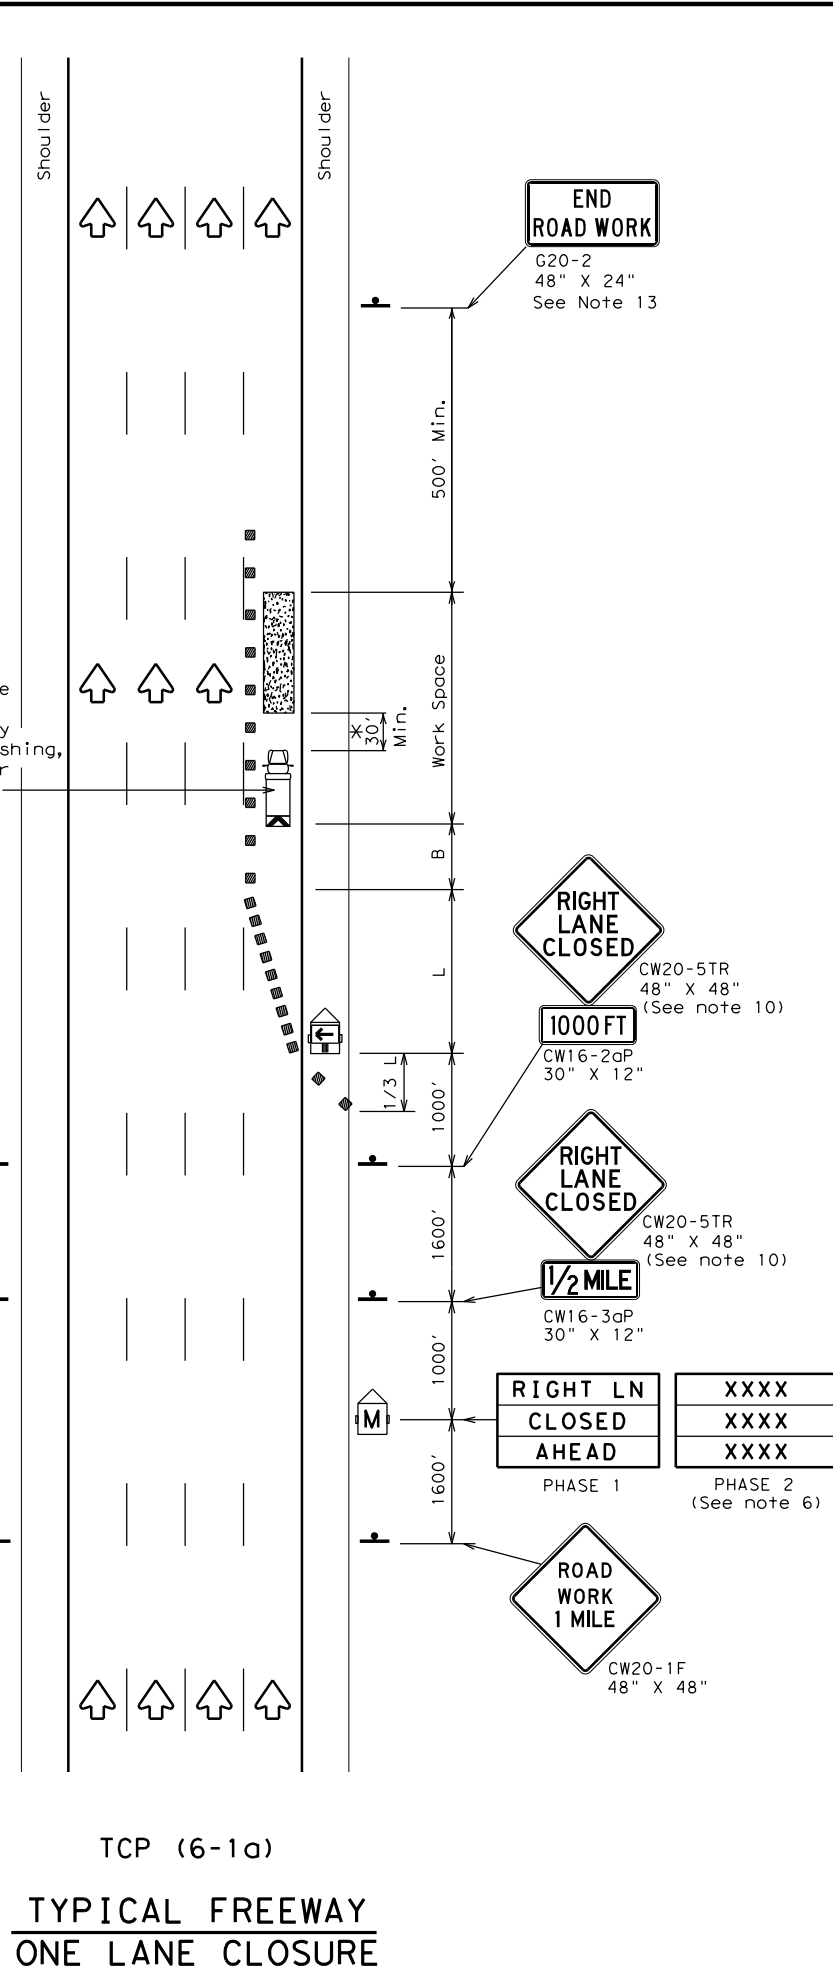 Shoulder
Shoulder
END
ROAD WORK
G20-2
48" X 24"
See Note 13
500' Min.
Work Space
30'
Min.
shing,
B
L
1/3 L
1000'
RIGHT
LANE
CLOSED
CW20-5TR
48" X 48"
(See note 10)
1000 FT
CW16-2aP
30" X 12"
1600'
RIGHT
LANE
CLOSED
CW20-5TR
48" X 48"
(See note 10)
1/2 MILE
CW16-3aP
30" X 12"
1000'
M
RIGHT LN
CLOSED
AHEAD
PHASE 1
XXXX
XXXX
XXXX
PHASE 2
(See note 6)
1600'
ROAD
WORK
1 MILE
CW20-1F
48" X 48"
TCP (6-1a)
TYPICAL FREEWAY
ONE LANE CLOSURE